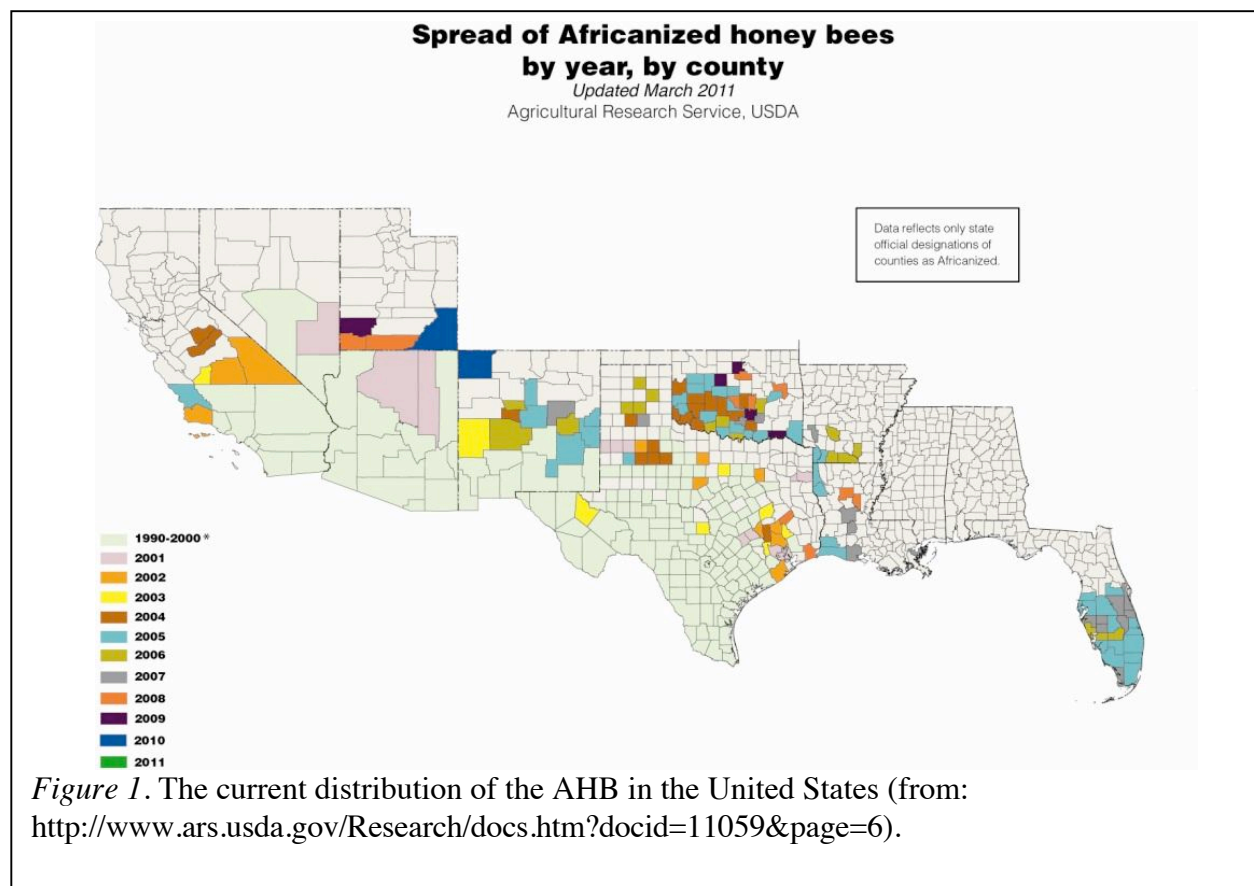 Spread of Africanized honey bees
by year, by county
Updated March 2011
Agricultural Research Service, USDA
Data reflects only state
official designations of
counties as Africanized.
1990-2000 *
2001
2002
2003
2004
2005
2006
2007
2008
2009
2010
2011
Figure 1. The current distribution of the AHB in the United States (from:
http://www.ars.usda.gov/Research/docs.htm?docid=11059&page=6).